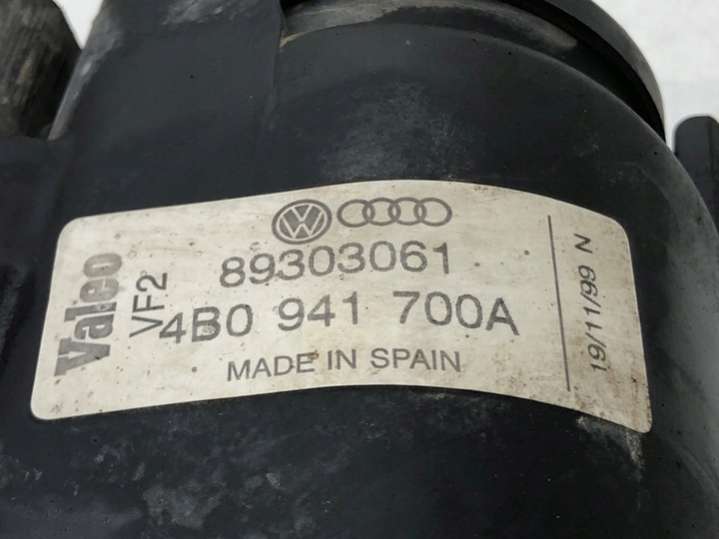 Valeo
VF2
89303061
4B0 941 700A
MADE IN SPAIN
19/11/99 N